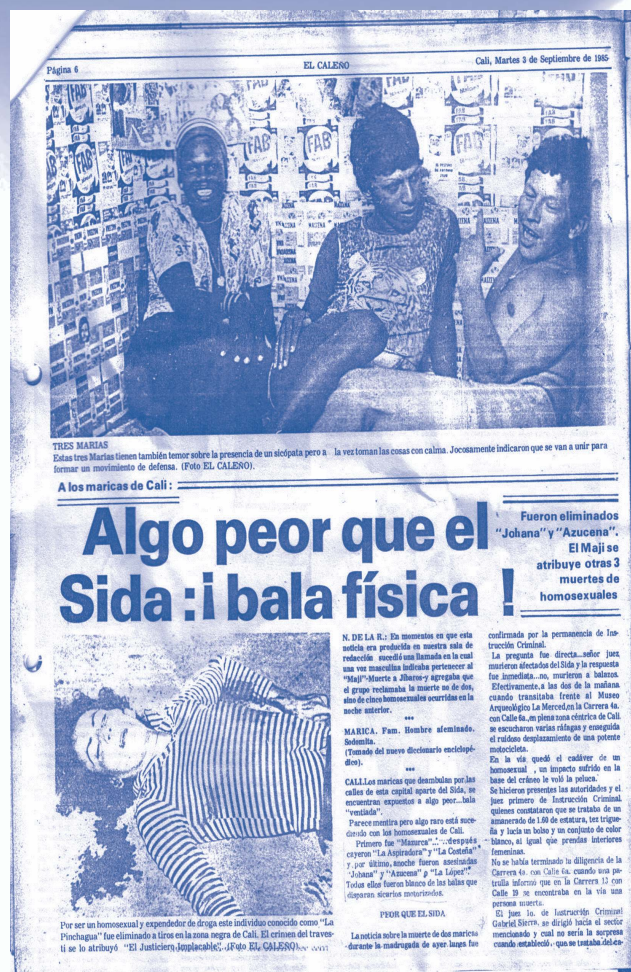 Página 6
EL CALEÑO
Cali, Martes 3 de Septiembre de 1985
FAB
FAB
FAB
FAB
MAIZENA
TRES MARIAS
Estas tres Marias tienen también temor sobre la presencia de un sicópata pero a la vez toman las cosas con calma. Jocosamente indicaron que se van a unir para
formar un movimiento de defensa. (Foto EL CALEÑO).
A los maricas de Cali :
Algo peor que el
Sida : ¡ bala física !
Fueron eliminados
"Johana" y "Azucena".
El Maji se
atribuye otras 3
muertes de
homosexuales
Por ser un homosexual y expendedor de droga este individuo conocido como "La
Pinchagua" fue eliminado a tiros en la zona negra de Cali. El crimen del traves-
ti se lo atribuyó "El Justiciero Implacable". (Foto EL CALEÑO).
N. DE LA R.: En momentos en que esta
noticia era producida en nuestra sala de
redacción sucedió una llamada en la cual
una voz masculina indicaba pertenecer al
"Maji"-Muerte a Jíbaros-y agregaba que
el grupo reclamaba la muerte no de dos,
sino de cinco homosexuales ocurridas en la
noche anterior.
***
MARICA. Fam. Hombre afeminado.
Sodomita.
(Tomado del nuevo diccionario enciclopé-
dico).
***
CALI.Los maricas que deambulan por las
calles de esta capital aparte del Sida, se
encuentran expuestos a algo peor...bala
"ventiada".
Parece mentira pero algo raro está suce-
diendo con los homosexuales de Cali.
Primero fue "Mazurca"... después
cayeron "La Aspiradora" y "La Costeña"
y, por último, anoche fueron asesinadas
"Johana" y "Azucena" y "La López".
Todos ellos fueron blanco de las balas que
disparan sicarios motorizados.
PEOR QUE EL SIDA
La noticia sobre la muerte de dos maricas
durante la madrugada de ayer lunes fue
confirmada por la permanencia de Ins-
trucción Criminal.
La pregunta fue directa...señor juez,
murieron afectados del Sida y la respuesta
fue inmediata...no, murieron a balazos.
Efectivamente,a las dos de la mañana
cuando transitaba frente al Museo
Arqueológico La Merced,en la Carrera 4a.
con Calle 6a.,en plena zona céntrica de Cali,
se escucharon varias ráfagas y enseguida
el ruidoso desplazamiento de una potente
motocicleta.
En la vía quedó el cadáver de un
homosexual , un impacto sufrido en la
base del cráneo le voló la peluca.
Se hicieron presentes las autoridades y el
juez primero de Instrucción Criminal,
quienes constataron que se trataba de un
amanerado de 1.60 de estatura, tez trigue-
ña y lucía un bolso y un conjunto de color
blanco, al igual que prendas interiores
femeninas.
No se había terminado la diligencia de la
Carrera 4a. con Calle 6a. cuando una pa-
trulla informó que en la Carrera 13 con
Calle 19 se encontraba en la vía una
persona muerta.
El juez 1o. de Instrucción Criminal
Gabriel Sierra, se dirigió hacia el sector
mencionado y cual no sería la sorpresa
cuando estableció que se trataba del ca-